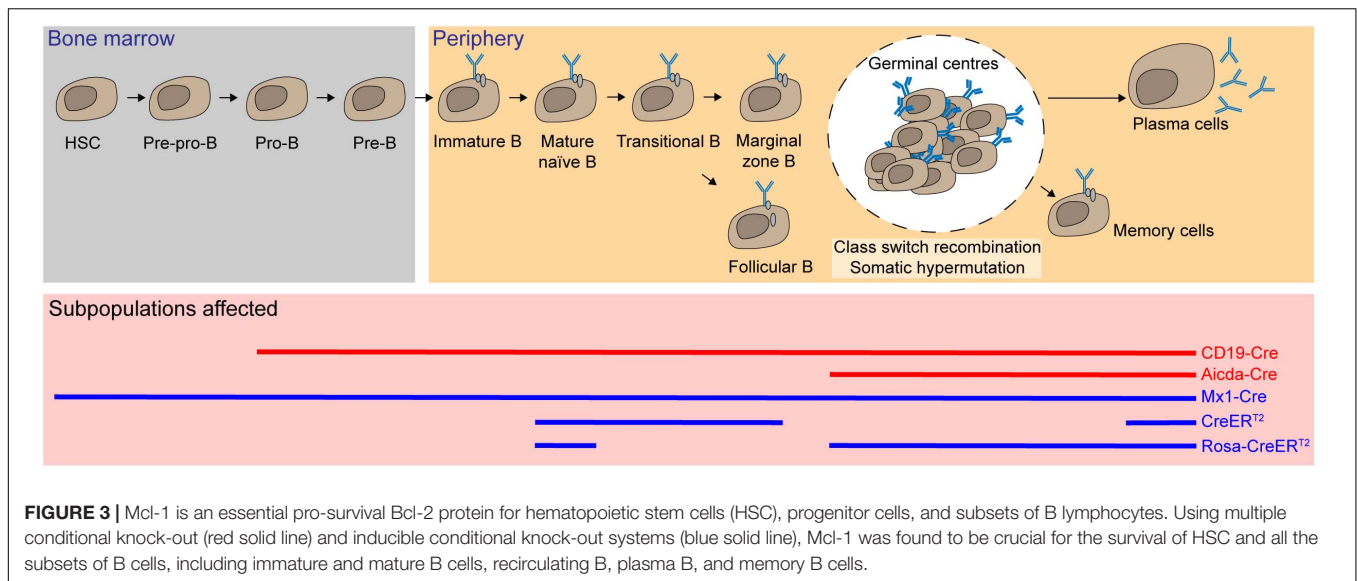 Bone marrow
Periphery
HSC
Pre-pro-B
Pro-B
Pre-B
Immature B
Mature
naïve B
Transitional B
Marginal
zone B
Follicular B
Germinal centres
Class switch recombination
Somatic hypermutation
Plasma cells
Memory cells
Subpopulations affected
CD19-Cre
Aicda-Cre
Mx1-Cre
CreERT2
Rosa-CreERT2
FIGURE 3 | Mcl-1 is an essential pro-survival Bcl-2 protein for hematopoietic stem cells (HSC), progenitor cells, and subsets of B lymphocytes. Using multiple
conditional knock-out (red solid line) and inducible conditional knock-out systems (blue solid line), Mcl-1 was found to be crucial for the survival of HSC and all the
subsets of B cells, including immature and mature B cells, recirculating B, plasma B, and memory B cells.